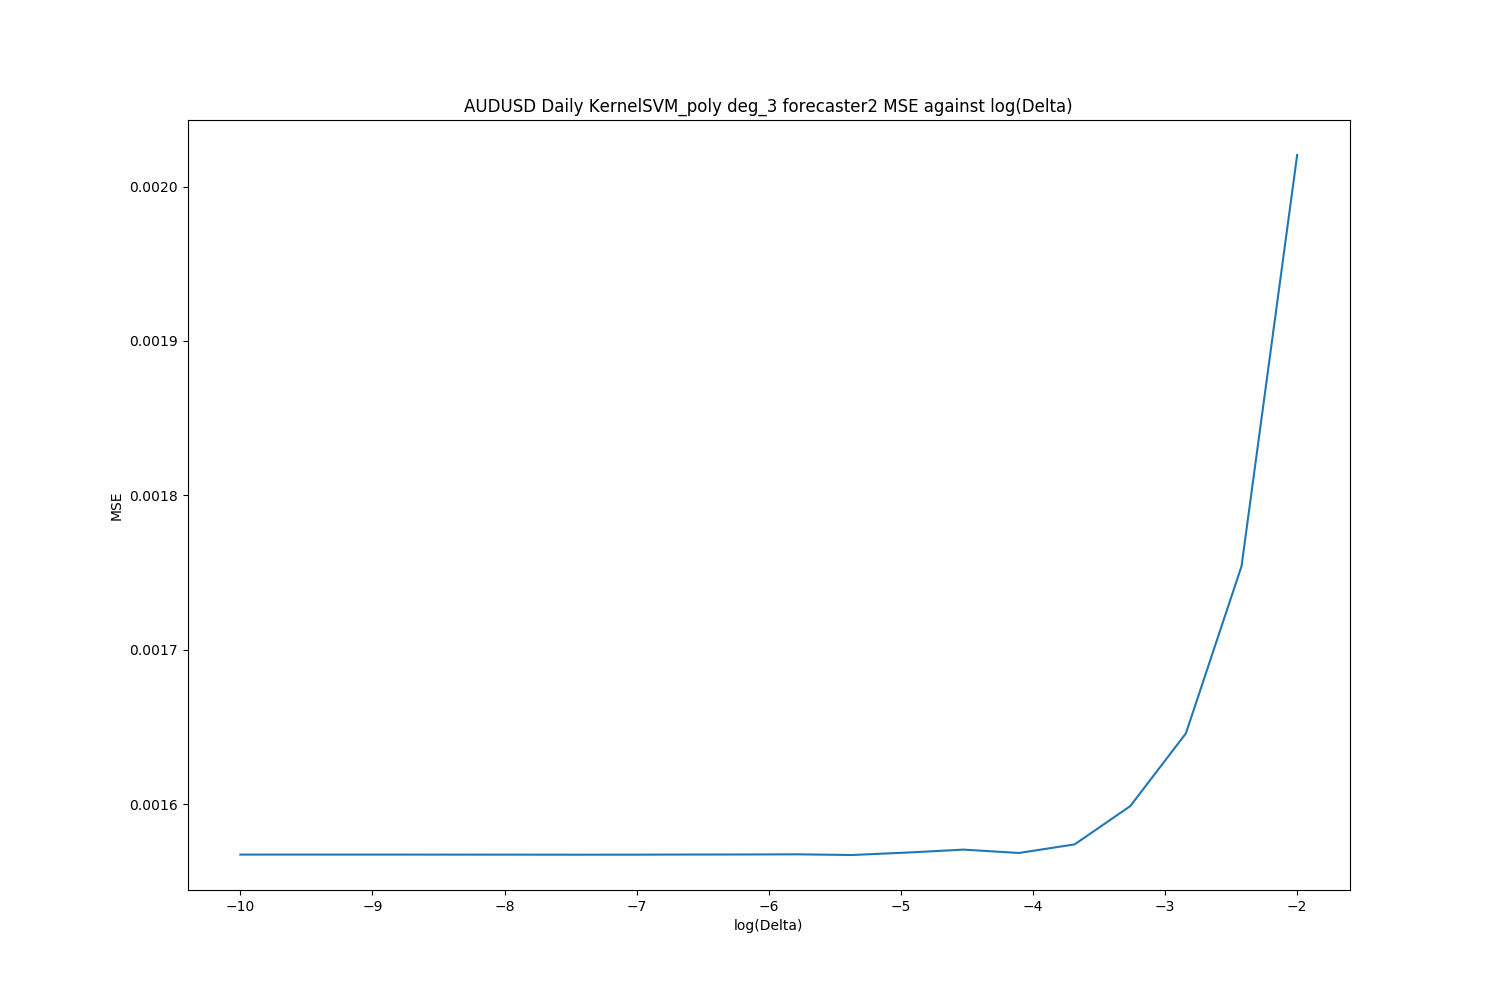 AUDUSD Daily KernelSVM_poly deg_3 forecaster2 MSE against log(Delta)
0.0020
0.0019
0.0018
0.0017
0.0016
MSE
−10 −9 −8 −7 −6 −5 −4 −3 −2
log(Delta)